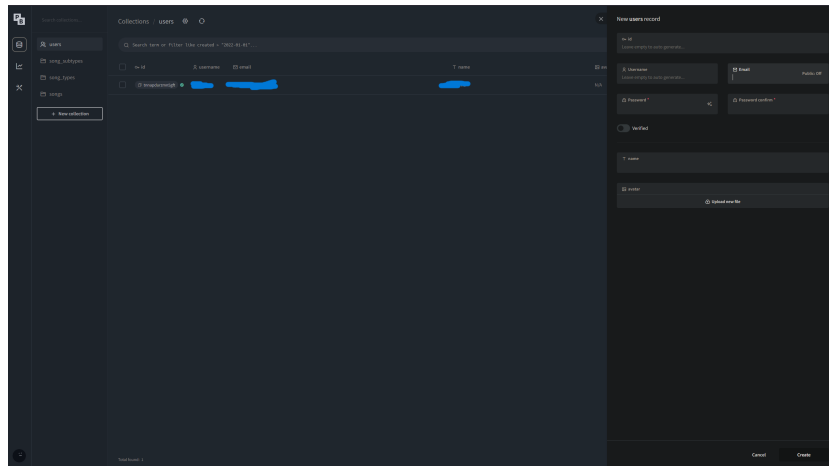 Search collections...
users
song_subtypes
song_types
songs
+ New collection
Collections / users
Search term or filter like created > "2022-01-01"...
id
username
email
name
N/A
Total found: 1
New users record
id
Leave empty to auto generate...
Username
Leave empty to auto generate...
Email
Public: Off
Password *
Password confirm *
Verified
name
avatar
Upload new file
Cancel
Create